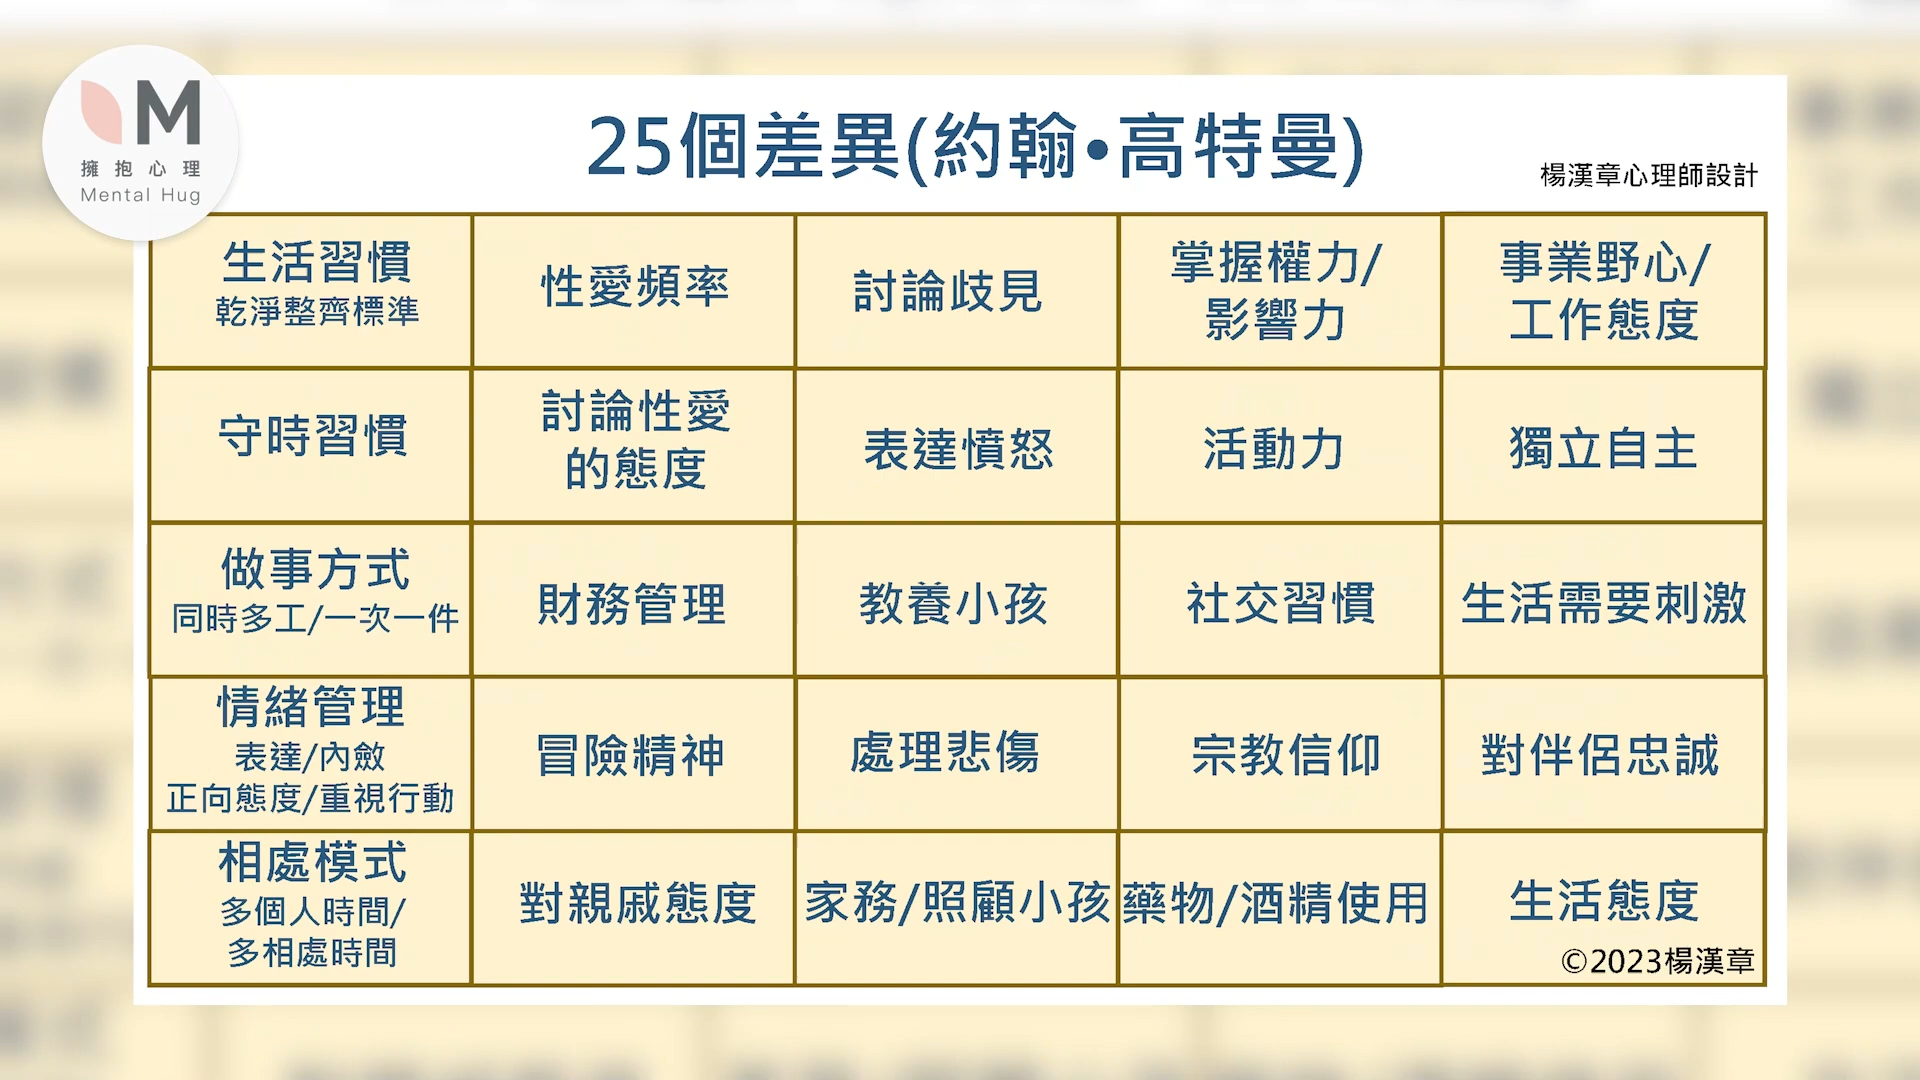 M
擁抱心理
Mental Hug
25個差異(約翰•高特曼)
楊漢章心理師設計
生活習慣
乾淨整齊標準
性愛頻率
討論歧見
掌握權力/
影響力
事業野心/
工作態度
守時習慣
討論性愛
的態度
表達憤怒
活動力
獨立自主
做事方式
同時多工/一次一件
財務管理
教養小孩
社交習慣
生活需要刺激
情緒管理
表達/內斂
正向態度/重視行動
冒險精神
處理悲傷
宗教信仰
對伴侶忠誠
相處模式
多個人時間/
多相處時間
對親戚態度
家務/照顧小孩
藥物/酒精使用
生活態度
©2023楊漢章